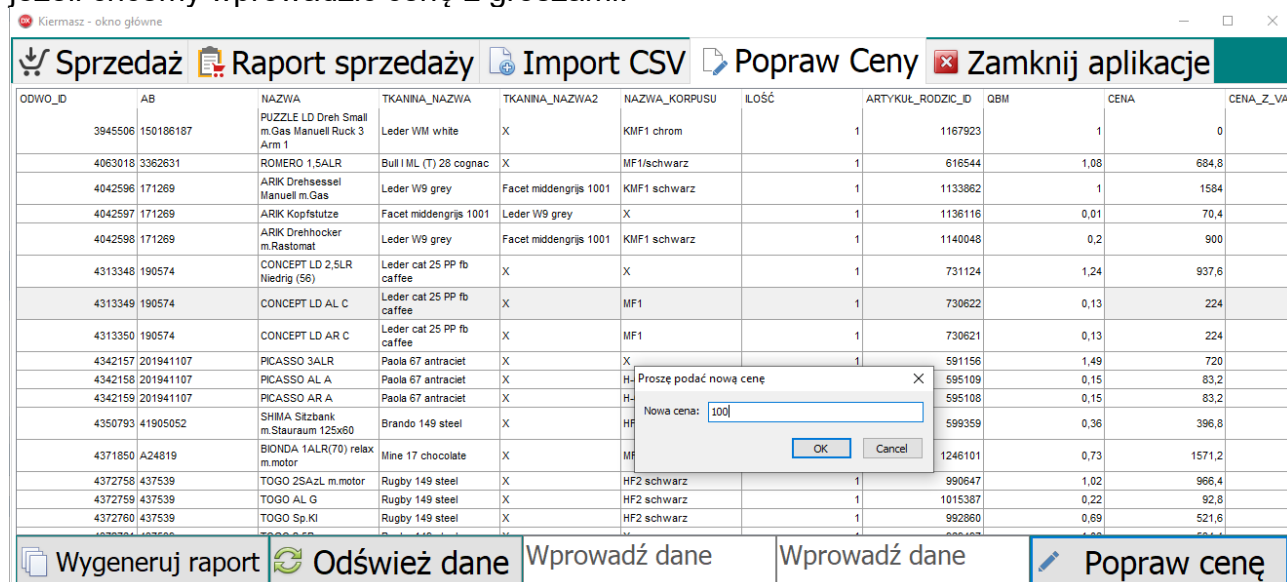 jeżeli chcemy wprowadzić cenę z groszami.
Kiermasz - okno główne
Sprzedaż Raport sprzedaży Import CSV Popraw Ceny Zamknij aplikacje
ODWO_ID AB NAZWA TKANINA_NAZWA TKANINA_NAZWA2 NAZWA_KORPUSU ILOŚĆ ARTYKUŁ_RODZIC_ID QBM CENA CENA_Z_VA
PUZZLE LD Dreh Small
3945506 150186187 m.Gas Manuell Ruck 3 Leder WM white X KMF1 chrom 1 1167923 1 0
Arm 1
4063018 3362631 ROMERO 1,5ALR Bull I ML (T) 28 cognac X MF1/schwarz 1 616544 1,08 684,8
ARIK Drehsessel
4042596 171269 Manuell m.Gas Leder W9 grey Facet middengrijs 1001 KMF1 schwarz 1 1133862 1 1584
4042597 171269 ARIK Kopfstutze Facet middengrijs 1001 Leder W9 grey X 1 1136116 0,01 70,4
ARIK Drehhocker
4042598 171269 m.Rastomat Leder W9 grey Facet middengrijs 1001 KMF1 schwarz 1 1140048 0,2 900
CONCEPT LD 2,5LR Leder cat 25 PP fb
4313348 190574 Niedrig (56) caffee X X 1 731124 1,24 937,6
Leder cat 25 PP fb
4313349 190574 CONCEPT LD AL C caffee X MF1 1 730622 0,13 224
Leder cat 25 PP fb
4313350 190574 CONCEPT LD AR C caffee X MF1 1 730621 0,13 224
4342157 201941107 PICASSO 3ALR Paola 67 antraciet X X 1 591156 1,49 720
4342158 201941107 PICASSO AL A Paola 67 antraciet X H- 595109 0,15 83,2
4342159 201941107 PICASSO AR A Paola 67 antraciet X H- 595108 0,15 83,2
Proszę podać nową cenę
Nowa cena: 100
OK Cancel
SHIMA Sitzbank
4350793 41905052 m.Stauraum 125x60 Brando 149 steel X HF 599359 0,36 396,8
BIONDA 1ALR(70) relax
4371850 A24819 m.motor Mine 17 chocolate X MF 1246101 0,73 1571,2
4372758 437539 TOGO 2SAzL m.motor Rugby 149 steel X HF2 schwarz 1 990647 1,02 966,4
4372759 437539 TOGO AL G Rugby 149 steel X HF2 schwarz 1 1015387 0,22 92,8
4372760 437539 TOGO Sp.KI Rugby 149 steel X HF2 schwarz 1 992860 0,69 521,6
Wygeneruj raport Odśwież dane Wprowadź dane Wprowadź dane Popraw cenę